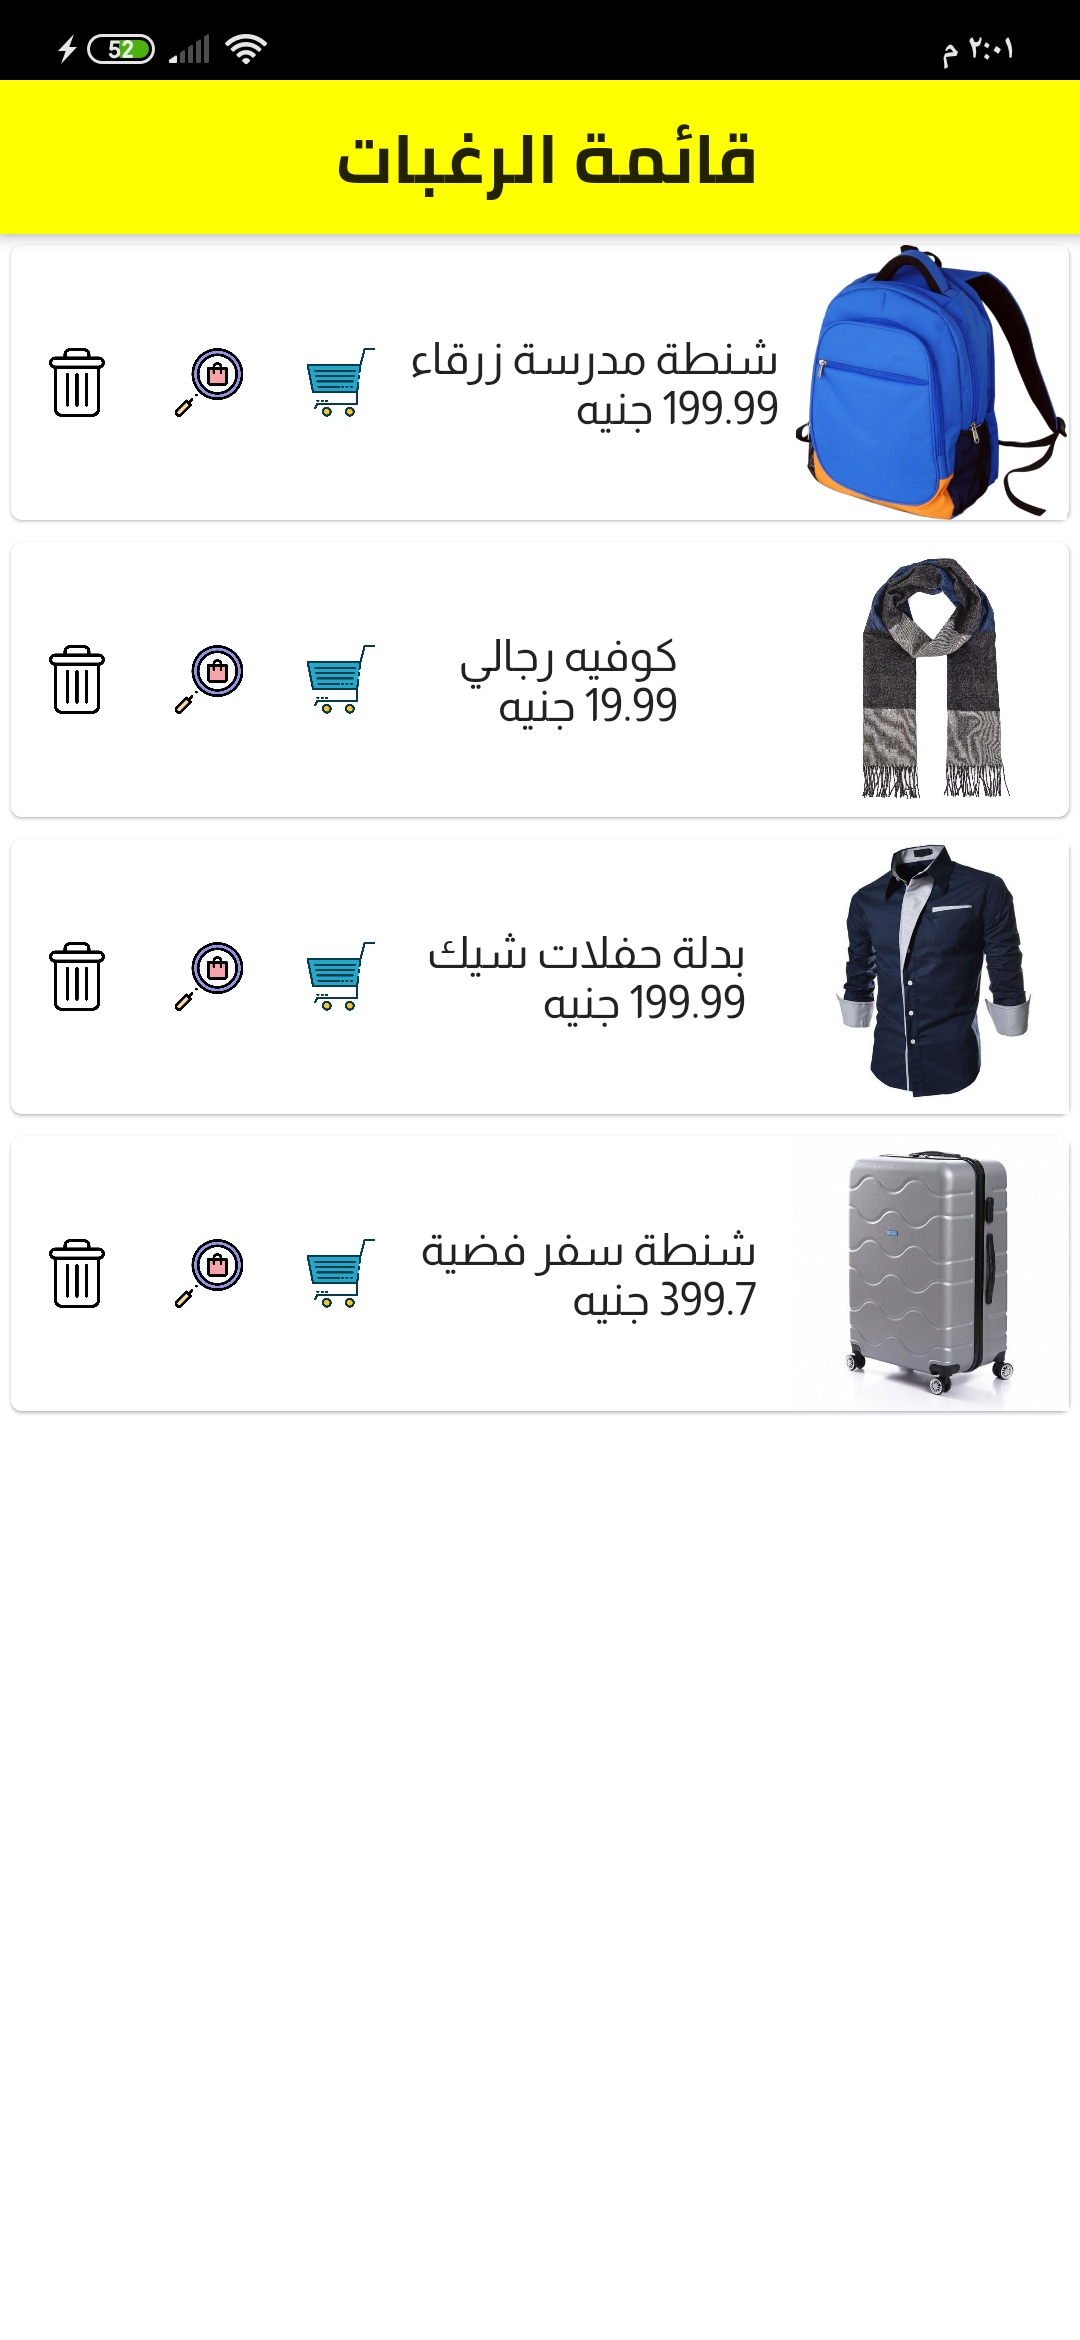 ٢:٠١ م
52
قائمة الرغبات
شنطة مدرسة زرقاء
199.99 جنيه
كوفيه رجالي
19.99 جنيه
بدلة حفلات شيك
199.99 جنيه
شنطة سفر فضية
399.7 جنيه